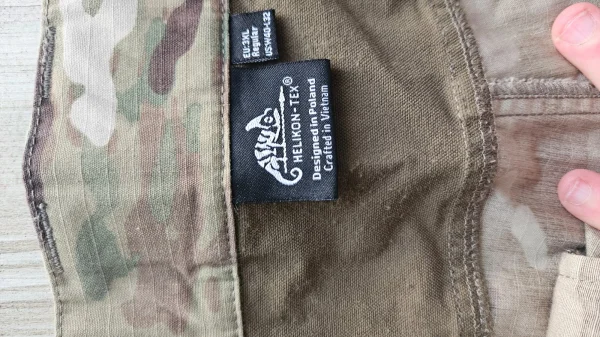 EU:3XL
Regular
US:W40-L32
HELIKON-TEX®
Designed in Poland
Crafted in Vietnam